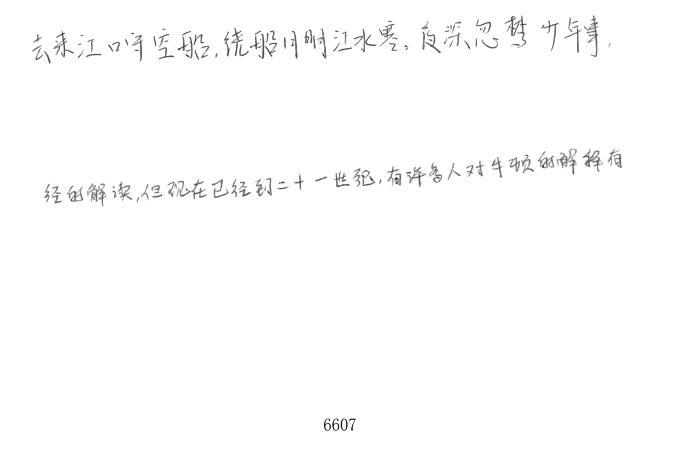 去来江口守空船,绕船月明江水寒。夜深忽梦少年事,
经的解读,但现在已经到二十一世纪,有许多人对牛顿的解释有
6607